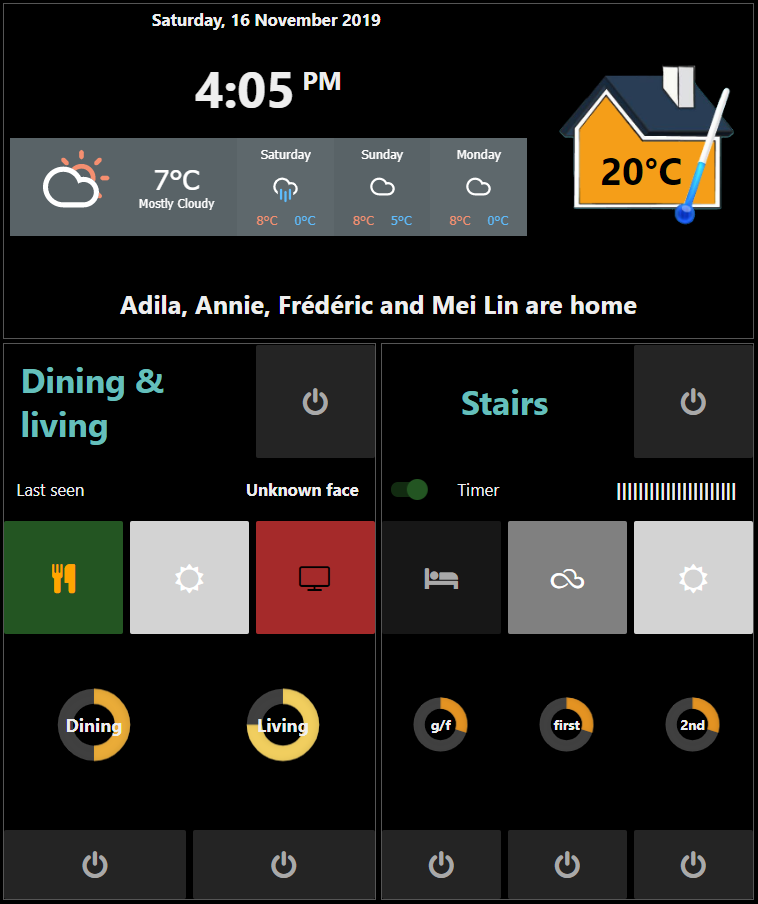 Saturday, 16 November 2019
4:05 PM
20°C
7°C
Mostly Cloudy
Saturday
8°C 0°C
Sunday
8°C 5°C
Monday
8°C 0°C
Adila, Annie, Frédéric and Mei Lin are home
Dining &
living
Last seen Unknown face
Dining
Living
Stairs
Timer ||||||||||||||||||||||
g/f
first
2nd